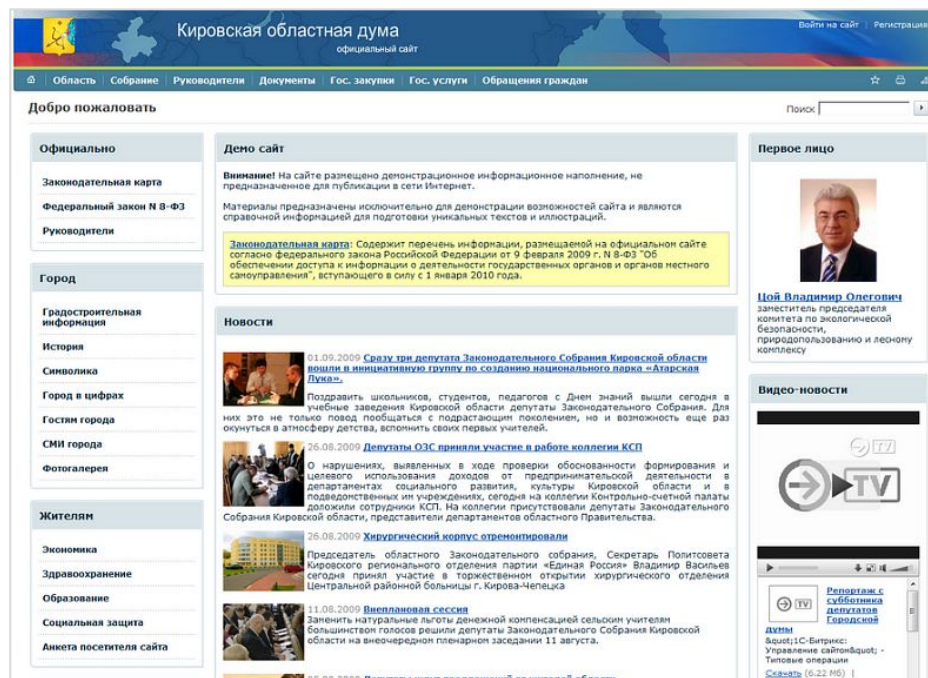 Кировская областная дума
официальный сайт
Войти на сайт | Регистрация
Область | Собрание | Руководители | Документы | Гос. закупки | Гос. услуги | Обращения граждан
Добро пожаловать
Поиск
Официально
Законодательная карта
Федеральный закон N 8-ФЗ
Руководители
Город
Градостроительная
информация
История
Символика
Город в цифрах
Гостям города
СМИ города
Фотогалерея
Жителям
Экономика
Здравоохранение
Образование
Социальная защита
Анкета посетителя сайта
Демо сайт
Внимание! На сайте размещено демонстрационное информационное наполнение, не
предназначенное для публикации в сети Интернет.
Материалы предназначены исключительно для демонстрации возможностей сайта и являются
справочной информацией для подготовки уникальных текстов и иллюстраций.
Законодательная карта: Содержит перечень информации, размещаемой на официальном сайте
согласно федерального закона Российской Федерации от 9 февраля 2009 г. N 8-ФЗ "Об
обеспечении доступа к информации о деятельности государственных органов и органов местного
самоуправления", вступающего в силу с 1 января 2010 года.
Новости
01.09.2009 Сразу три депутата Законодательного Собрания Кировской области
вошли в инициативную группу по созданию национального парка «Атарская
Лука».
Поздравить школьников, студентов, педагогов с Днем знаний вышли сегодня в
учебные заведения Кировской области депутаты Законодательного Собрания. Для
них это не только повод пообщаться с подрастающим поколением, но и возможность еще раз
окунуться в атмосферу детства, вспомнить своих первых учителей.
26.08.2009 Депутаты ОЗС приняли участие в работе коллегии КСП
О нарушениях, выявленных в ходе проверки обоснованности формирования и
целевого использования доходов от предпринимательской деятельности в
департаментах социального развития, культуры Кировской области и в
подведомственных им учреждениях, сегодня на коллегии Контрольно-счетной палаты
доложили сотрудники КСП. На коллегии присутствовали депутаты Законодательного
Собрания Кировской области, представители департаментов областного Правительства.
26.08.2009 Хирургический корпус отремонтировали
Председатель областного Законодательного собрания, Секретарь Политсовета
Кировского регионального отделения партии «Единая Россия» Владимир Васильев
сегодня принял участие в торжественном открытии хирургического отделения
Центральной районной больницы г. Кирова-Чепецка
11.08.2009 Внеплановая сессия
Заменить натуральные льготы денежной компенсацией сельским учителям
большинством голосов решили депутаты Законодательного Собрания Кировской
области на внеочередном пленарном заседании 11 августа.
Первое лицо
Цой Владимир Олегович
заместитель председателя
комитета по экологической
безопасности,
природопользованию и лесному
комплексу
Видео-новости
TV
TV
TV
Репортаж с
субботника
депутатов
Городской
думы
&quot;1С-Битрикс:
Управление сайтом&quot; -
Типовые операции
Скачать (6.22 Мб) |